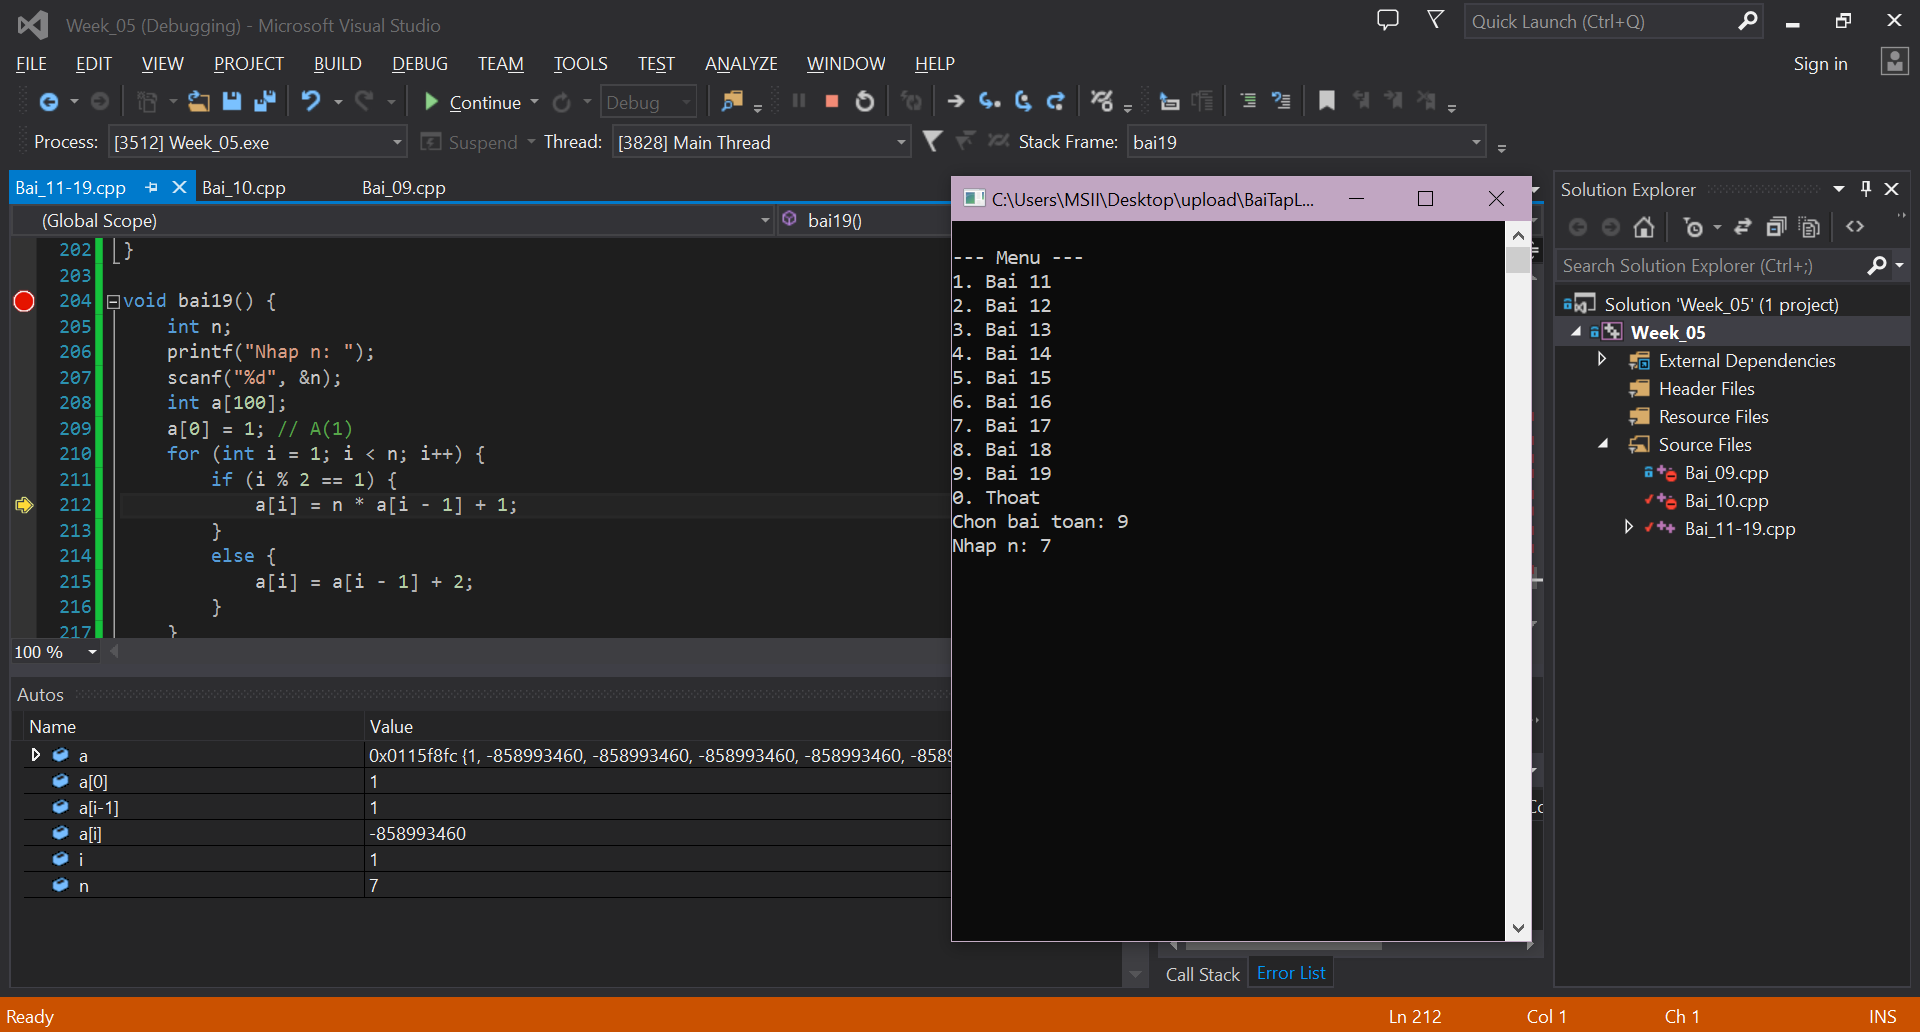 Week_05 (Debugging) - Microsoft Visual Studio
Quick Launch (Ctrl+Q)
FILE EDIT VIEW PROJECT BUILD DEBUG TEAM TOOLS TEST ANALYZE WINDOW HELP
Sign in
Continue Debug
Process: [3512] Week_05.exe Suspend Thread: [3828] Main Thread Stack Frame: bai19
Bai_11-19.cpp Bai_10.cpp Bai_09.cpp
(Global Scope) bai19()
202 }
203
204 void bai19() {
205 int n;
206 printf("Nhap n: ");
207 scanf("%d", &n);
208 int a[100];
209 a[0] = 1; // A(1)
210 for (int i = 1; i < n; i++) {
211 if (i % 2 == 1) {
212 a[i] = n * a[i - 1] + 1;
213 }
214 else {
215 a[i] = a[i - 1] + 2;
216 }
217 }
100 %
Autos
Name Value
a 0x0115f8fc {1, -858993460, -858993460, -858993460, -858993460, -8589
a[0] 1
a[i-1] 1
a[i] -858993460
i 1
n 7
C:\Users\MSII\Desktop\upload\BaiTapL...
--- Menu ---
1. Bai 11
2. Bai 12
3. Bai 13
4. Bai 14
5. Bai 15
6. Bai 16
7. Bai 17
8. Bai 18
9. Bai 19
0. Thoat
Chon bai toan: 9
Nhap n: 7
Call Stack Error List
Solution Explorer
Search Solution Explorer (Ctrl+;)
Solution 'Week_05' (1 project)
Week_05
External Dependencies
Header Files
Resource Files
Source Files
Bai_09.cpp
Bai_10.cpp
Bai_11-19.cpp
Ready Ln 212 Col 1 Ch 1 INS